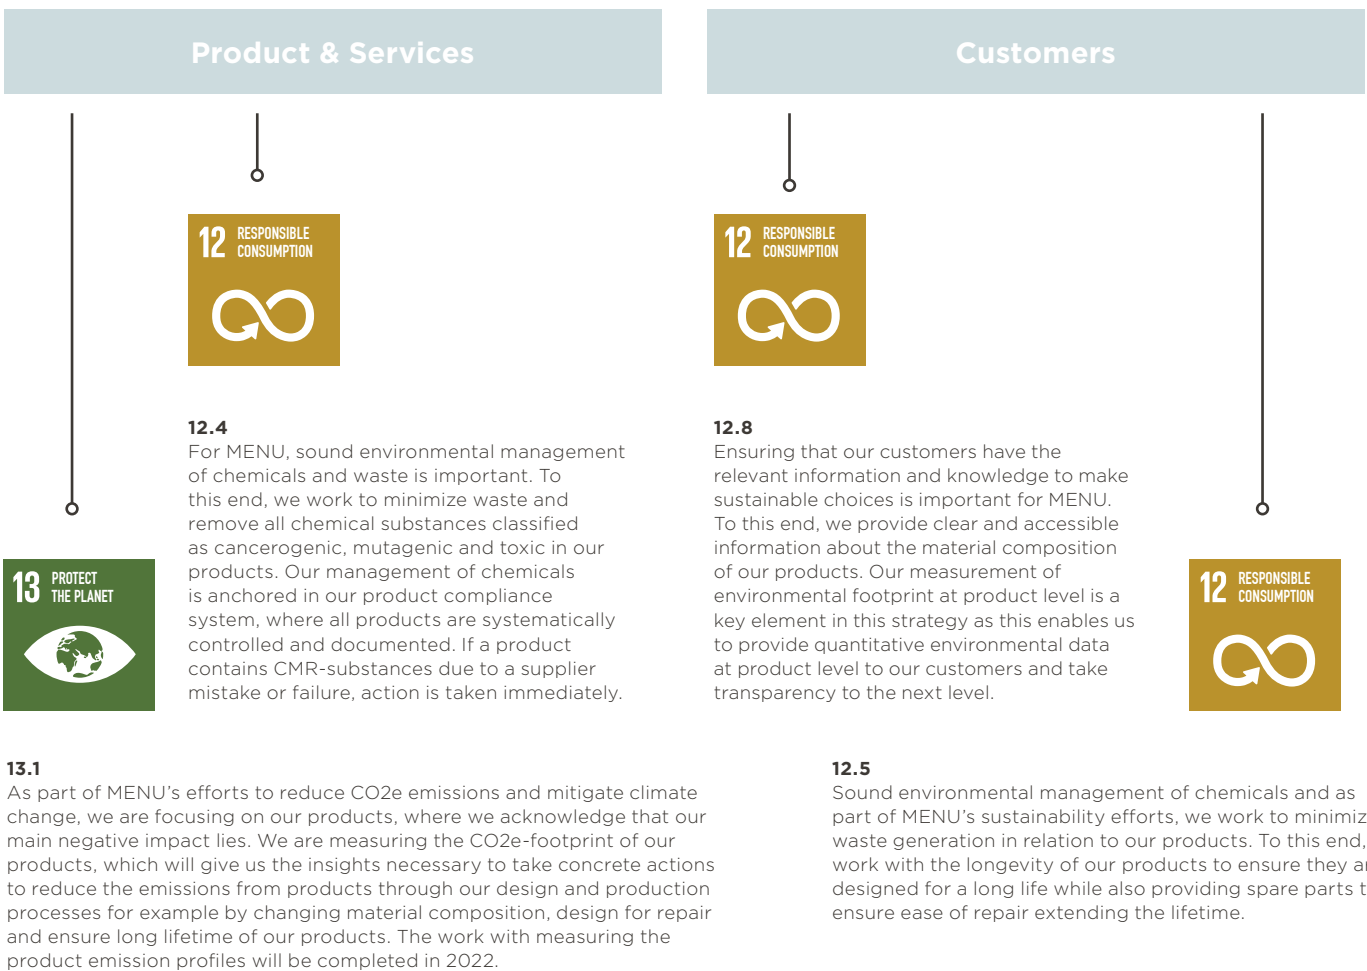 Product & Services
Customers
12 RESPONSIBLE
CONSUMPTION
12 RESPONSIBLE
CONSUMPTION
12.4
For MENU, sound environmental management
of chemicals and waste is important. To
this end, we work to minimize waste and
remove all chemical substances classified
as cancerogenic, mutagenic and toxic in our
products. Our management of chemicals
is anchored in our product compliance
system, where all products are systematically
controlled and documented. If a product
contains CMR-substances due to a supplier
mistake or failure, action is taken immediately.
12.8
Ensuring that our customers have the
relevant information and knowledge to make
sustainable choices is important for MENU.
To this end, we provide clear and accessible
information about the material composition
of our products. Our measurement of
environmental footprint at product level is a
key element in this strategy as this enables us
to provide quantitative environmental data
at product level to our customers and take
transparency to the next level.
13 PROTECT
THE PLANET
12 RESPONSIBLE
CONSUMPTION
13.1
As part of MENU’s efforts to reduce CO2e emissions and mitigate climate
change, we are focusing on our products, where we acknowledge that our
main negative impact lies. We are measuring the CO2e-footprint of our
products, which will give us the insights necessary to take concrete actions
to reduce the emissions from products through our design and production
processes for example by changing material composition, design for repair
and ensure long lifetime of our products. The work with measuring the
product emission profiles will be completed in 2022.
12.5
Sound environmental management of chemicals and as
part of MENU’s sustainability efforts, we work to minimiz
waste generation in relation to our products. To this end,
work with the longevity of our products to ensure they
designed for a long life while also providing spare parts
ensure ease of repair extending the lifetime.